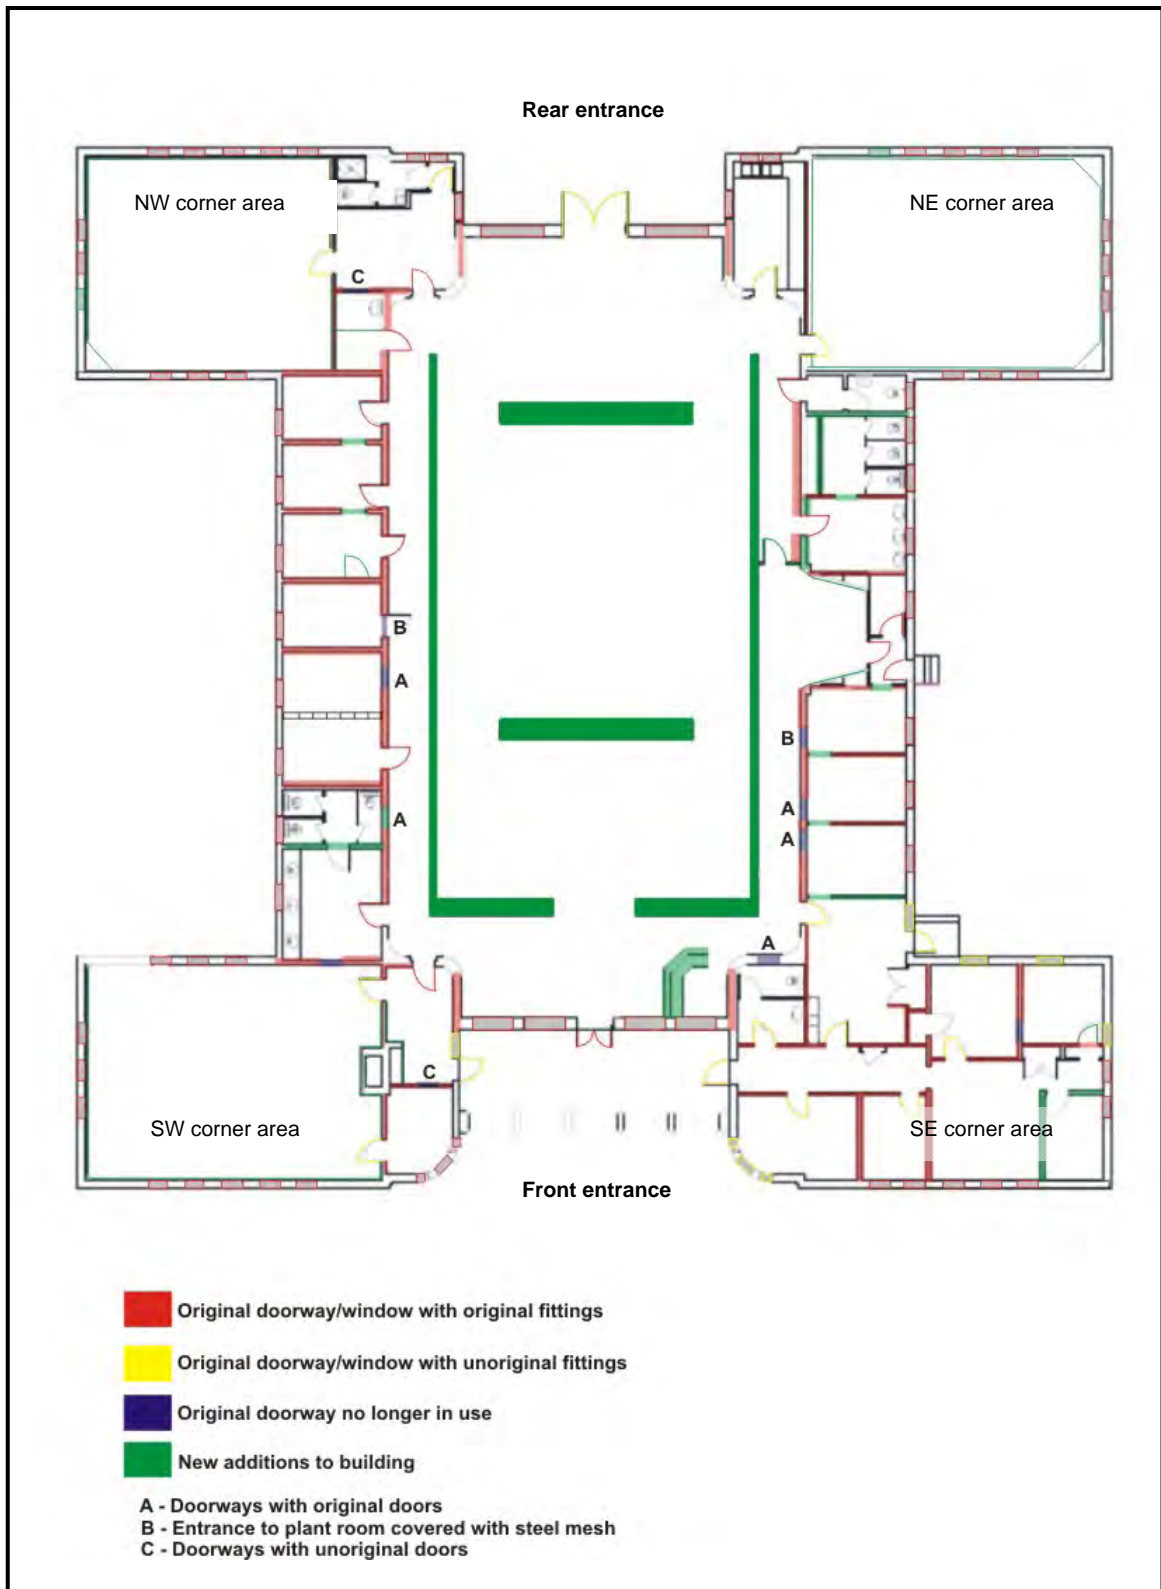 Rear entrance
NW corner area
NE corner area
C
B
A
B
A
A
A
A
C
SW corner area
SE corner area
Front entrance
Original doorway/window with original fittings
Original doorway/window with unoriginal fittings
Original doorway no longer in use
New additions to building
A - Doorways with original doors
B - Entrance to plant room covered with steel mesh
C - Doorways with unoriginal doors